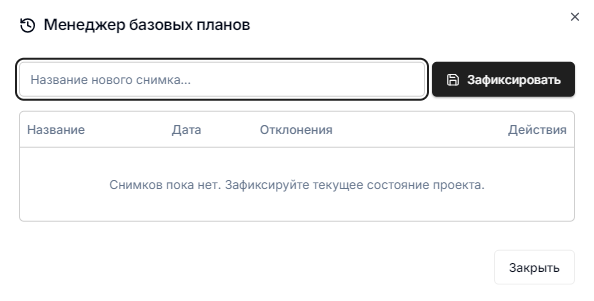 Менеджер базовых планов
Название нового снимка...
Зафиксировать
Название Дата Отклонения Действия
Снимков пока нет. Зафиксируйте текущее состояние проекта.
Закрыть